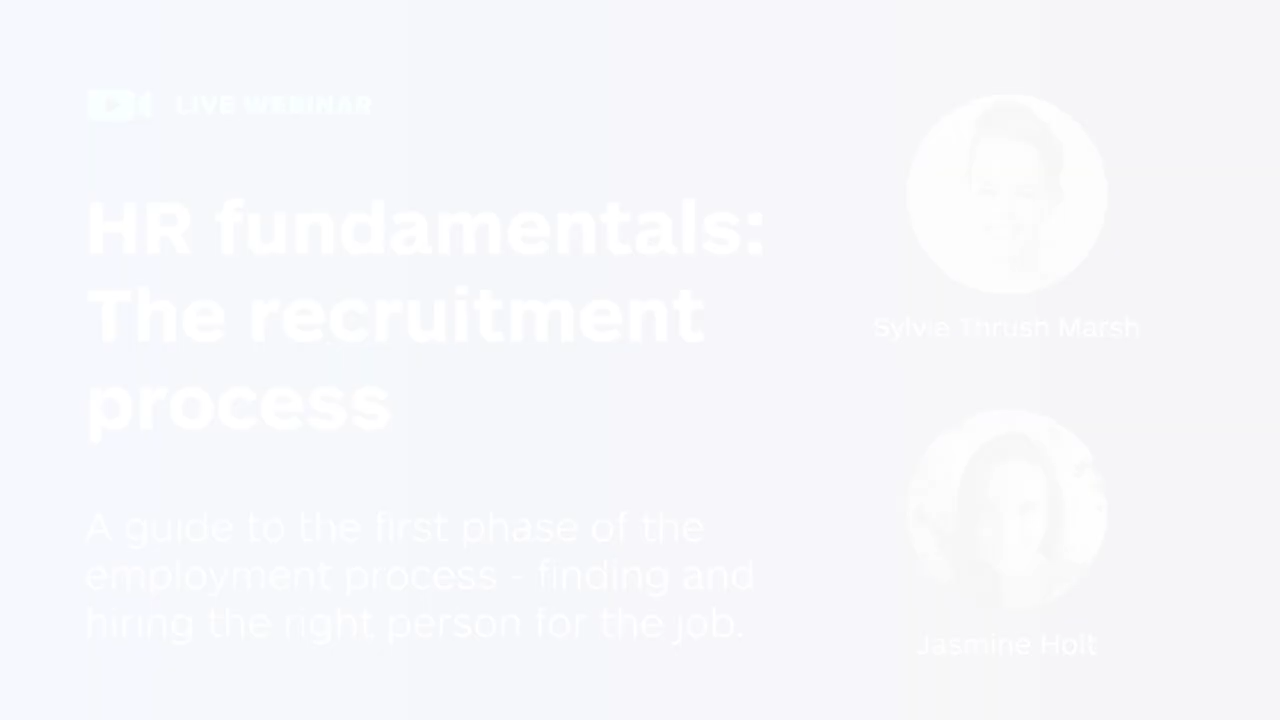 LIVE WEBINAR
HR fundamentals:
The recruitment
process
A guide to the first phase of the
employment process - finding and
hiring the right person for the job.
Sylvie Thrush Marsh
Jasmine Holt